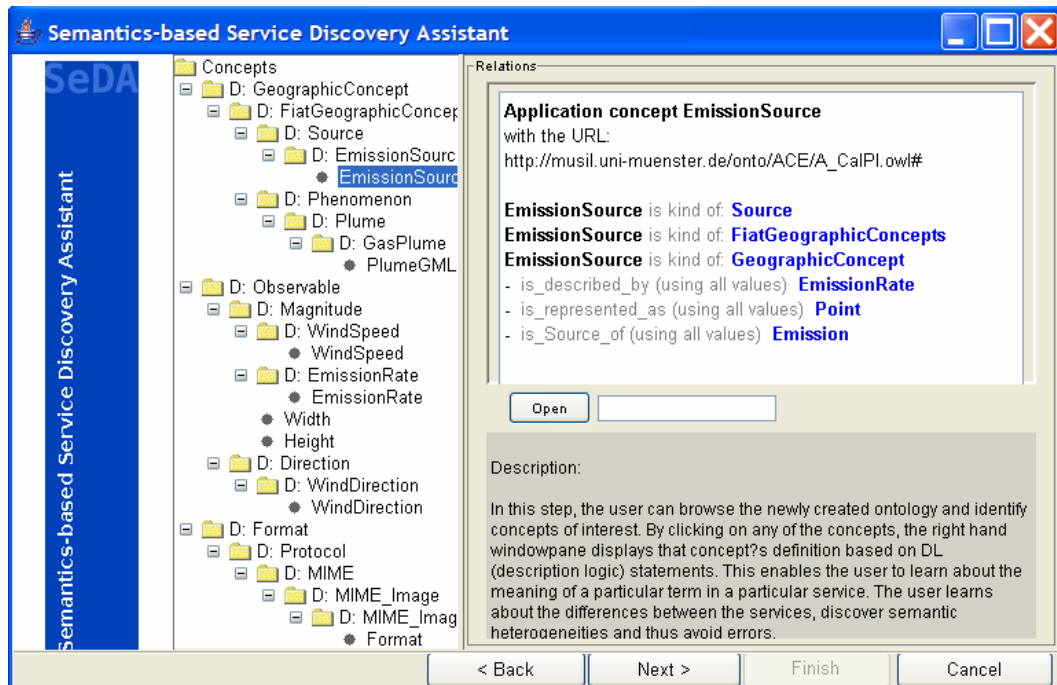 Semantics-based Service Discovery Assistant
SeDA
Semantics-based Service Discovery Assistant
Concepts
D: GeographicConcept
D: FiatGeographicConcep
D: Source
D: EmissionSourc
EmissionSourc
D: Phenomenon
D: Plume
D: GasPlume
PlumeGML
D: Observable
D: Magnitude
D: WindSpeed
WindSpeed
D: EmissionRate
EmissionRate
Width
Height
D: Direction
D: WindDirection
WindDirection
D: Format
D: Protocol
D: MIME
D: MIME_Image
D: MIME_Imag
Format
Relations
Application concept EmissionSource
with the URL:
http://musil.uni-muenster.de/onto/ACE/A_CalPI.owl#
EmissionSource is kind of: Source
EmissionSource is kind of: FiatGeographicConcepts
EmissionSource is kind of: GeographicConcept
- is_described_by (using all values) EmissionRate
- is_represented_as (using all values) Point
- is_Source_of (using all values) Emission
Open
Description:
In this step, the user can browse the newly created ontology and identify
concepts of interest. By clicking on any of the concepts, the right hand
windowpane displays that concept?s definition based on DL
(description logic) statements. This enables the user to learn about the
meaning of a particular term in a particular service. The user learns
about the differences between the services, discover semantic
heterogeneities and thus avoid errors.
< Back
Next >
Finish
Cancel